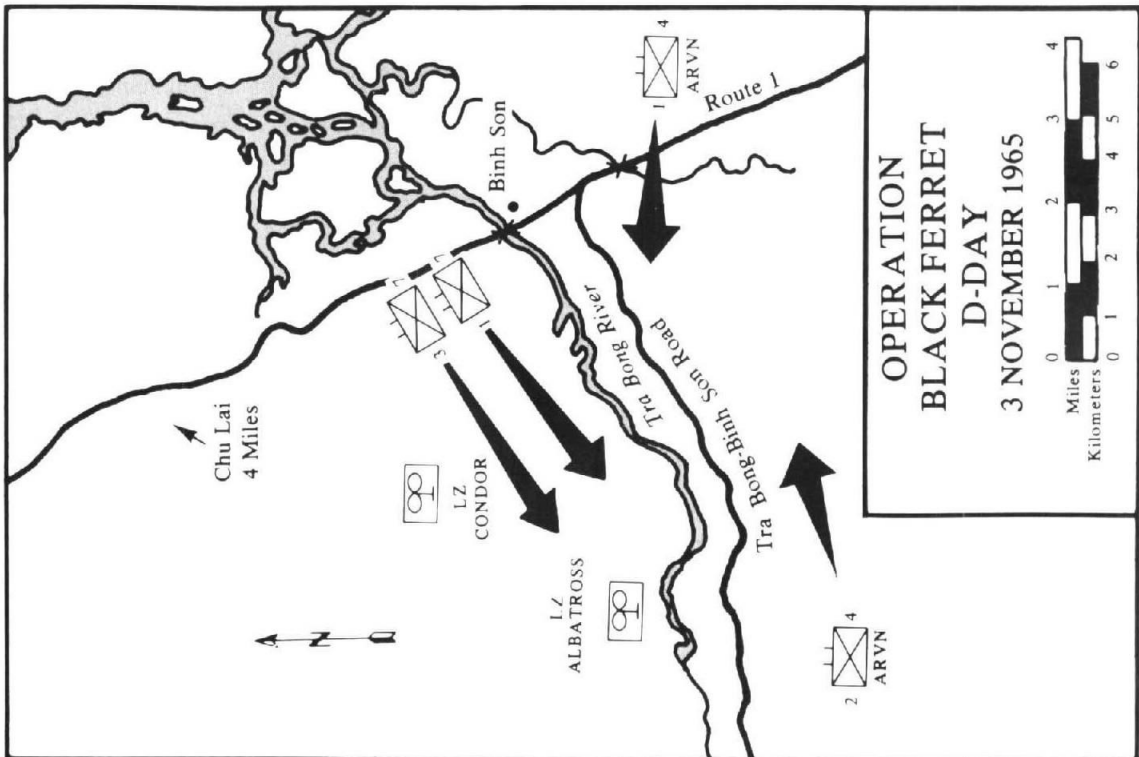 Chu Lai
4 Miles
N
LZ
CONDOR
LZ
ALBATROSS
3
7
1
7
Binh Son
Tra Bong River
Tra Bong-Binh Son Road
Route 1
1
4
ARVN
2
4
ARVN
OPERATION
BLACK FERRET
D-DAY
3 NOVEMBER 1965
0 1 2 3 4
Miles
Kilometers
0 1 2 3 4 5 6